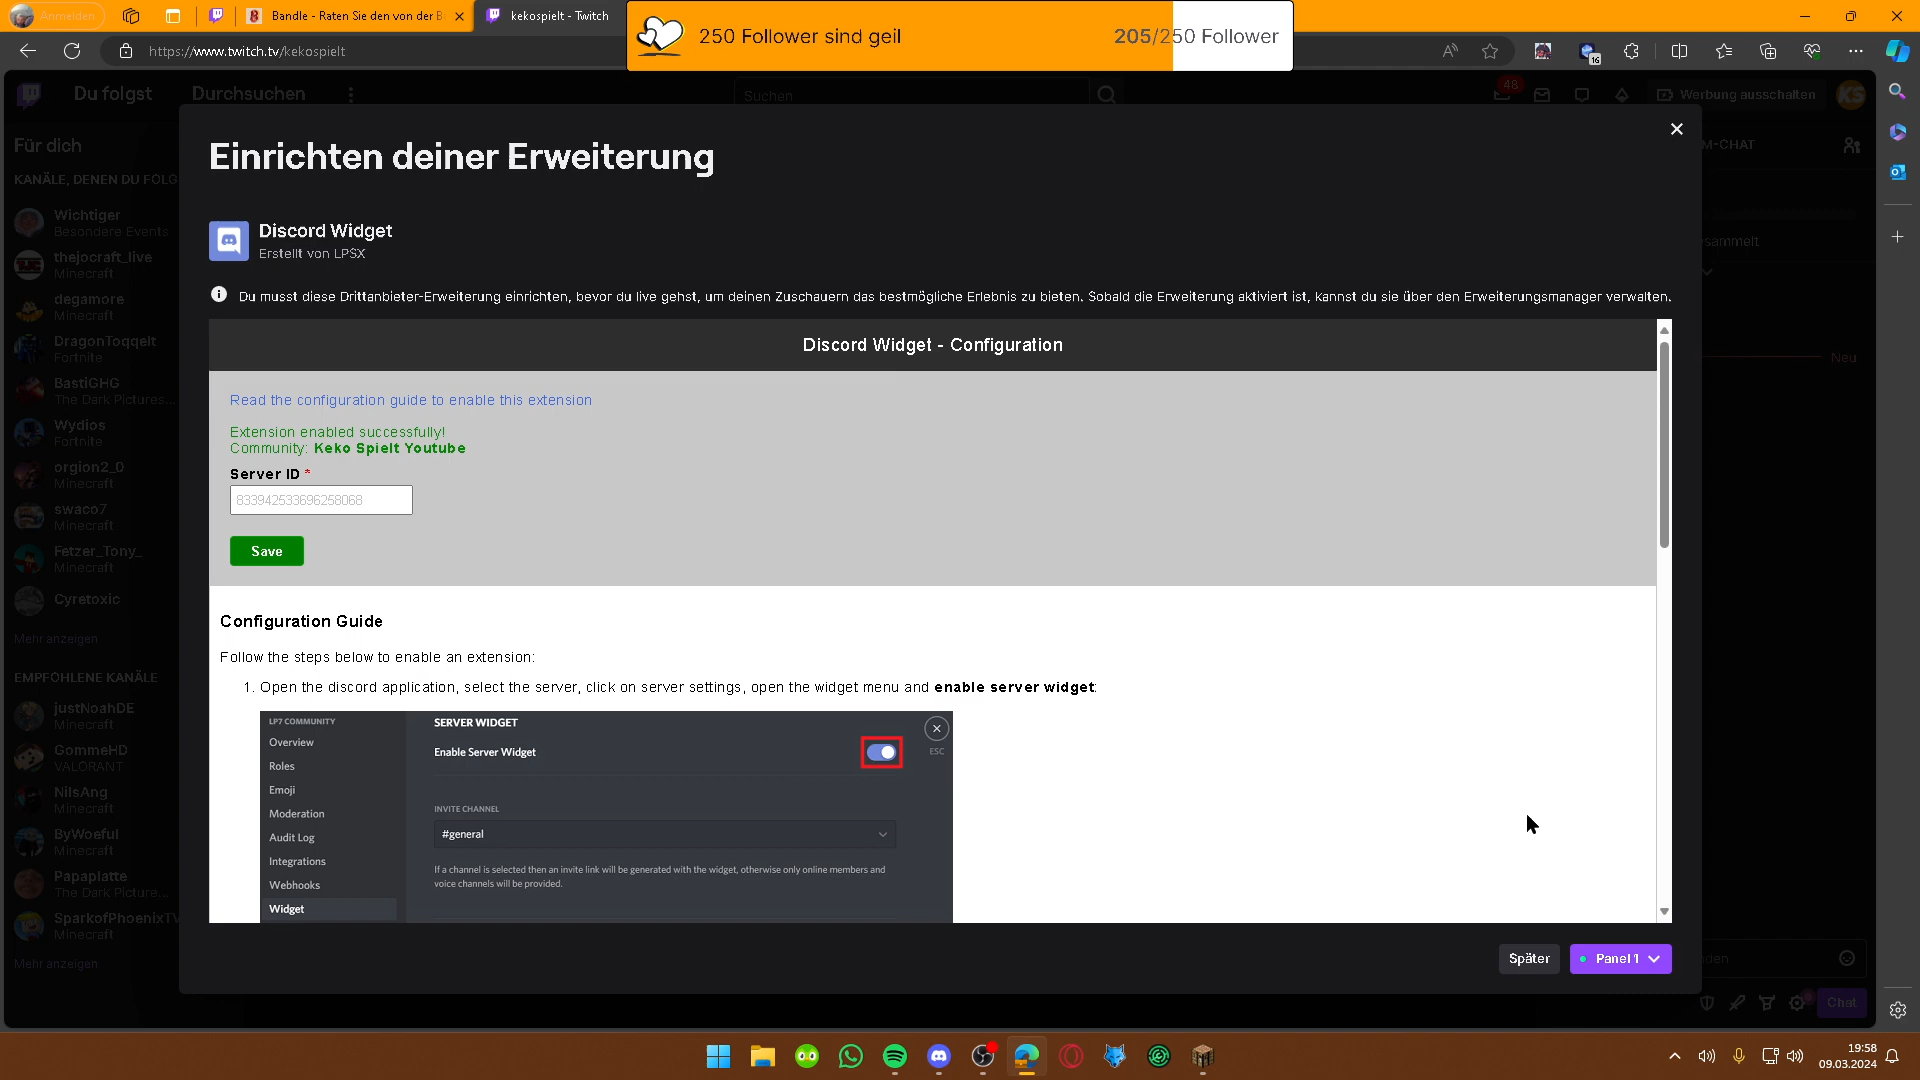 Anmelden
Bandle - Raten Sie den von der B
kekospielt - Twitch
250 Follower sind geil
205/250 Follower
https://www.twitch.tv/kekospielt
16
Du folgst
Durchsuchen
Suchen
48
Werbung ausschalten
KS
Für dich
KANÄLE, DENEN DU FOLG
Wichtiger
Besondere Events
thejocraft_live
Minecraft
degamore
Minecraft
DragonToqqelt
Fortnite
BastiGHG
The Dark Pictures...
Wydios
Fortnite
orgion2_0
Minecraft
swaco7
Minecraft
Fetzer_Tony_
Minecraft
Cyretoxic
Mehr anzeigen
EMPFOHLENE KANÄLE
justNoahDE
Minecraft
GommeHD
VALORANT
NilsAng
Minecraft
ByWoeful
Minecraft
Papaplatte
The Dark Picture...
SparkofPhoenixTV
Minecraft
Mehr anzeigen
Einrichten deiner Erweiterung
Discord Widget
Erstellt von LPSX
Du musst diese Drittanbieter-Erweiterung einrichten, bevor du live gehst, um deinen Zuschauern das bestmögliche Erlebnis zu bieten. Sobald die Erweiterung aktiviert ist, kannst du sie über den Erweiterungsmanager verwalten.
Discord Widget - Configuration
Read the configuration guide to enable this extension
Extension enabled successfully!
Community: Keko Spielt Youtube
Server ID *
833942533696258068
Save
Configuration Guide
Follow the steps below to enable an extension:
1. Open the discord application, select the server, click on server settings, open the widget menu and enable server widget:
LP7 COMMUNITY
Overview
Roles
Emoji
Moderation
Audit Log
Integrations
Webhooks
Widget
SERVER WIDGET
Enable Server Widget
ESC
INVITE CHANNEL
#general
If a channel is selected then an invite link will be generated with the widget, otherwise only online members and
voice channels will be provided.
Später
Panel 1
M-CHAT
sammelt
Neu
den
Chat
19:58
09.03.2024